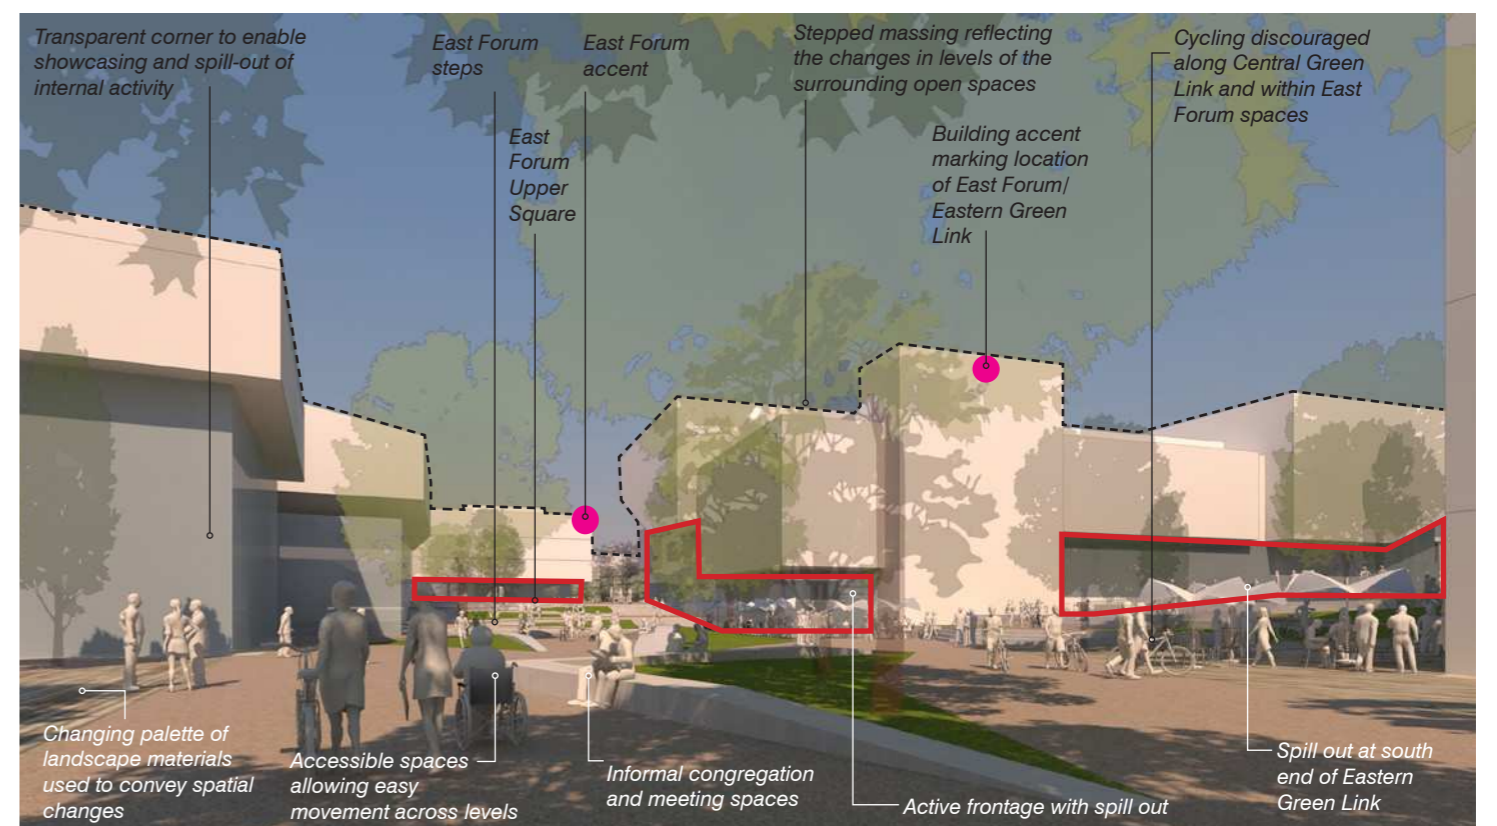 Transparent corner to enable
showcasing and spill-out of
internal activity
East Forum
steps
East Forum
accent
East
Forum
Upper
Square
Stepped massing reflecting
the changes in levels of the
surrounding open spaces
Building accent
marking location
of East Forum/
Eastern Green
Link
Cycling discouraged
along Central Green
Link and within East
Forum spaces
Changing palette of
landscape materials
used to convey spatial
changes
Accessible spaces
allowing easy
movement across levels
Informal congregation
and meeting spaces
Active frontage with spill out
Spill out at south
end of Eastern
Green Link